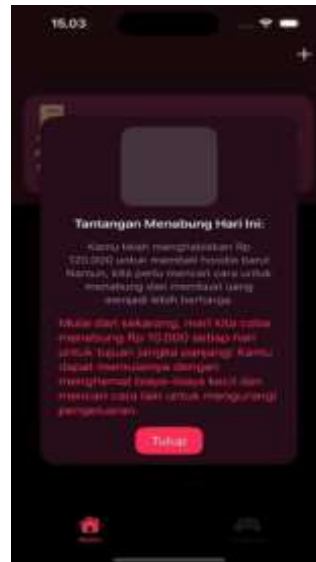 15.03
Tantangan Menabung Hari Ini:
Kamu telah menghabiskan Rp
120.000 untuk membeli hoodie baru!
Namun, kita perlu mencari cara untuk
menabung dan membuat uang
menjadi lebih berharga.
Mulai dari sekarang, mari kita coba
menabung Rp 10.000 setiap hari
untuk tujuan jangka panjang! Kamu
dapat memulainya dengan
menghemat biaya-biaya kecil dan
mencari cara lain untuk mengurangi
pengeluaran.
Tutup